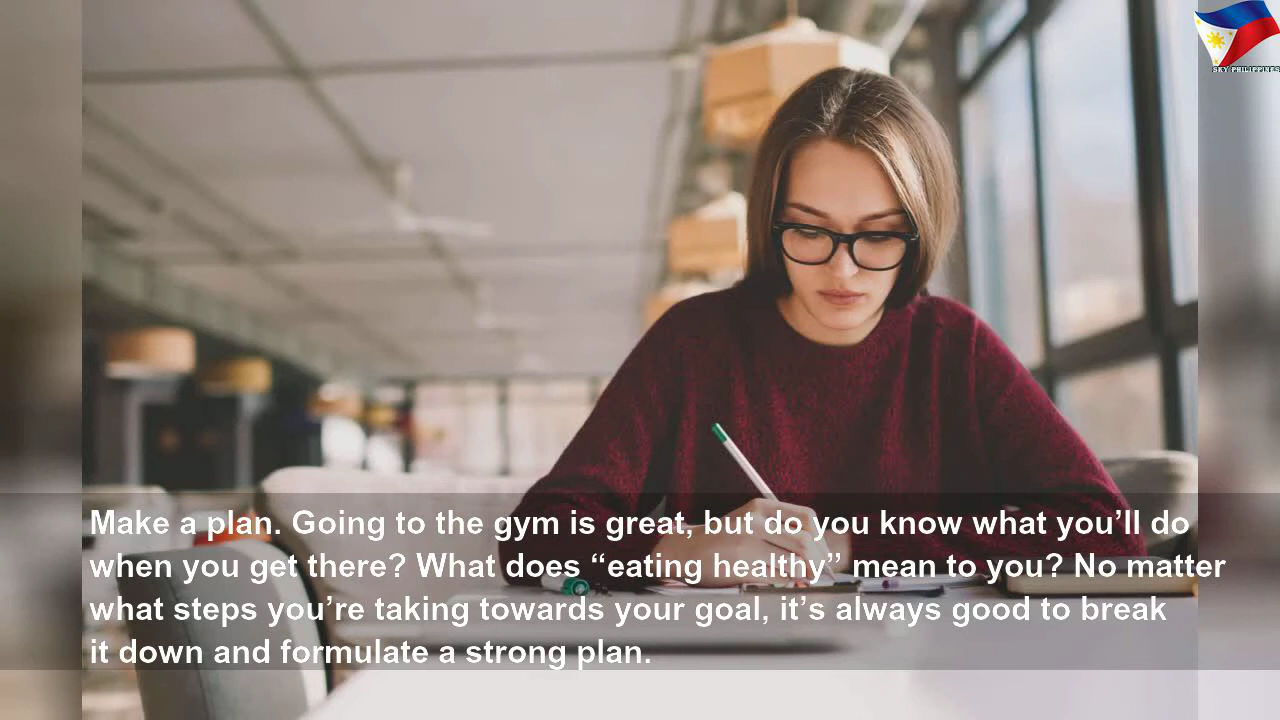 SKY PHILIPPINES
Make a plan. Going to the gym is great, but do you know what you’ll do
when you get there? What does “eating healthy” mean to you? No matter
what steps you’re taking towards your goal, it’s always good to break
it down and formulate a strong plan.